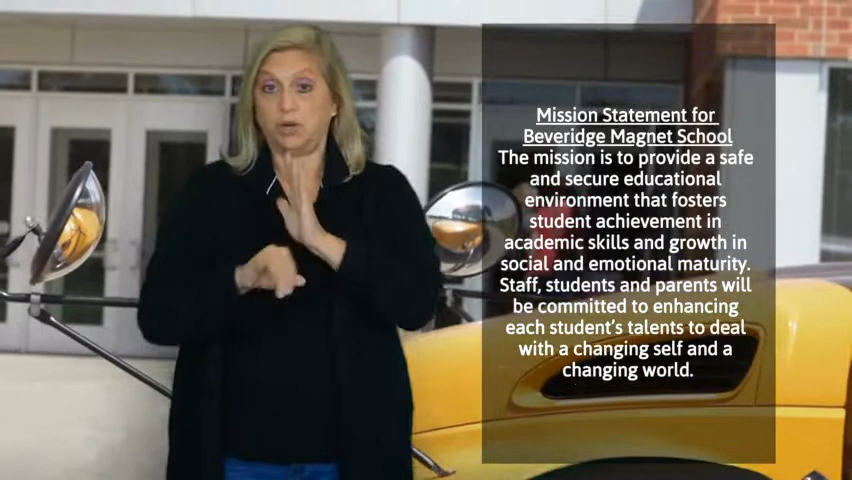 Mission Statement for
Beveridge Magnet School
The mission is to provide a safe
and secure educational
environment that fosters
student achievement in
academic skills and growth in
social and emotional maturity.
Staff, students and parents will
be committed to enhancing
each student's talents to deal
with a changing self and a
changing world.